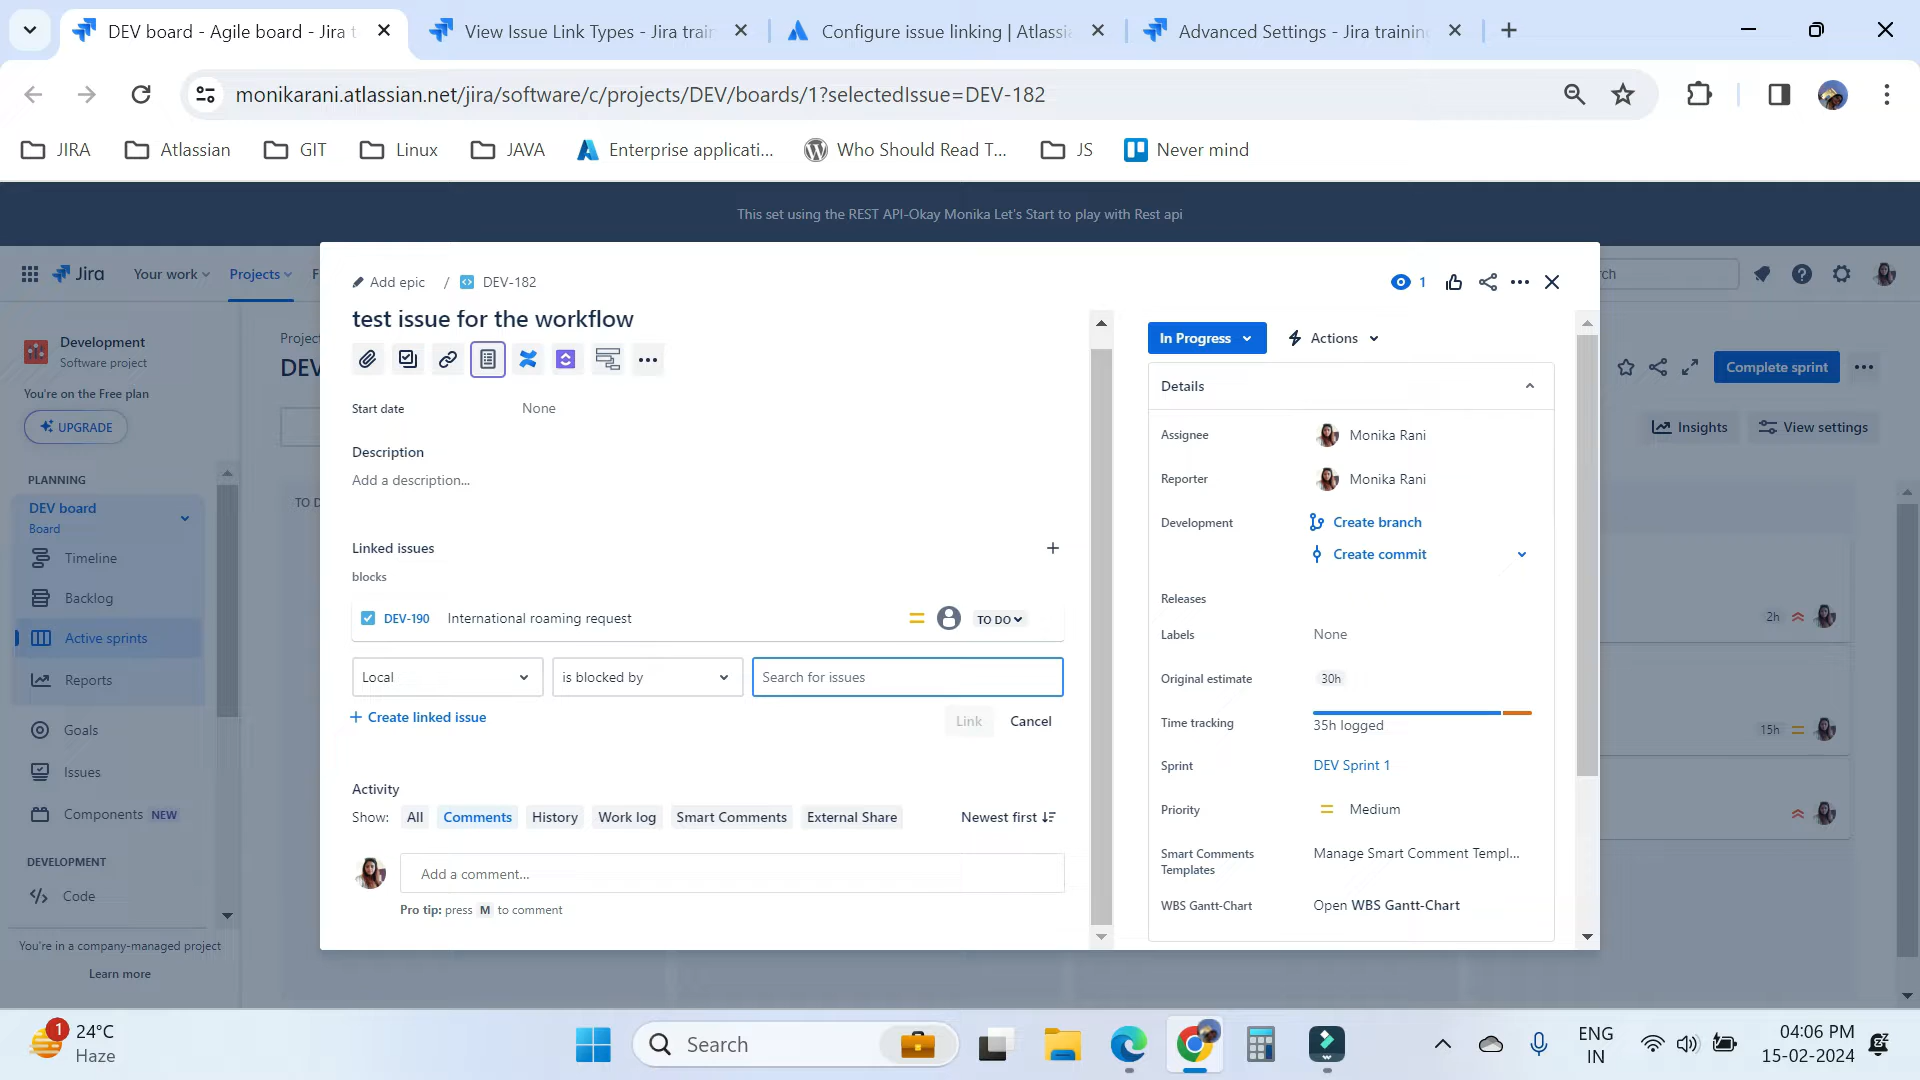 DEV board - Agile board - Jira t
View Issue Link Types - Jira train
Configure issue linking | Atlassi
Advanced Settings - Jira training
monikarani.atlassian.net/jira/software/c/projects/DEV/boards/1?selectedIssue=DEV-182
JIRA
Atlassian
GIT
Linux
JAVA
Enterprise applicati...
Who Should Read T...
JS
Never mind
This set using the REST API-Okay Monika Let's Start to play with Rest api
Jira
Your work
Projects
F
rch
Development
Software project
You're on the Free plan
UPGRADE
PLANNING
DEV board
Board
Timeline
Backlog
Active sprints
Reports
Goals
Issues
Components NEW
DEVELOPMENT
Code
You're in a company-managed project
Learn more
Project
DEV
TO D
Add epic / DEV-182
1
test issue for the workflow
Start date None
Description
Add a description...
Linked issues
blocks
DEV-190 International roaming request TO DO
Local
is blocked by
Search for issues
Create linked issue
Link Cancel
Activity
Show: All Comments History Work log Smart Comments External Share Newest first
Add a comment...
Pro tip: press M to comment
In Progress
Actions
Details
Assignee Monika Rani
Reporter Monika Rani
Development Create branch
Create commit
Releases
Labels None
Original estimate 30h
Time tracking
35h logged
Sprint DEV Sprint 1
Priority Medium
Smart Comments Templates Manage Smart Comment Templ...
WBS Gantt-Chart Open WBS Gantt-Chart
Complete sprint
Insights
View settings
2h
15h
1
24°C
Haze
Search
ENG
IN
04:06 PM
15-02-2024